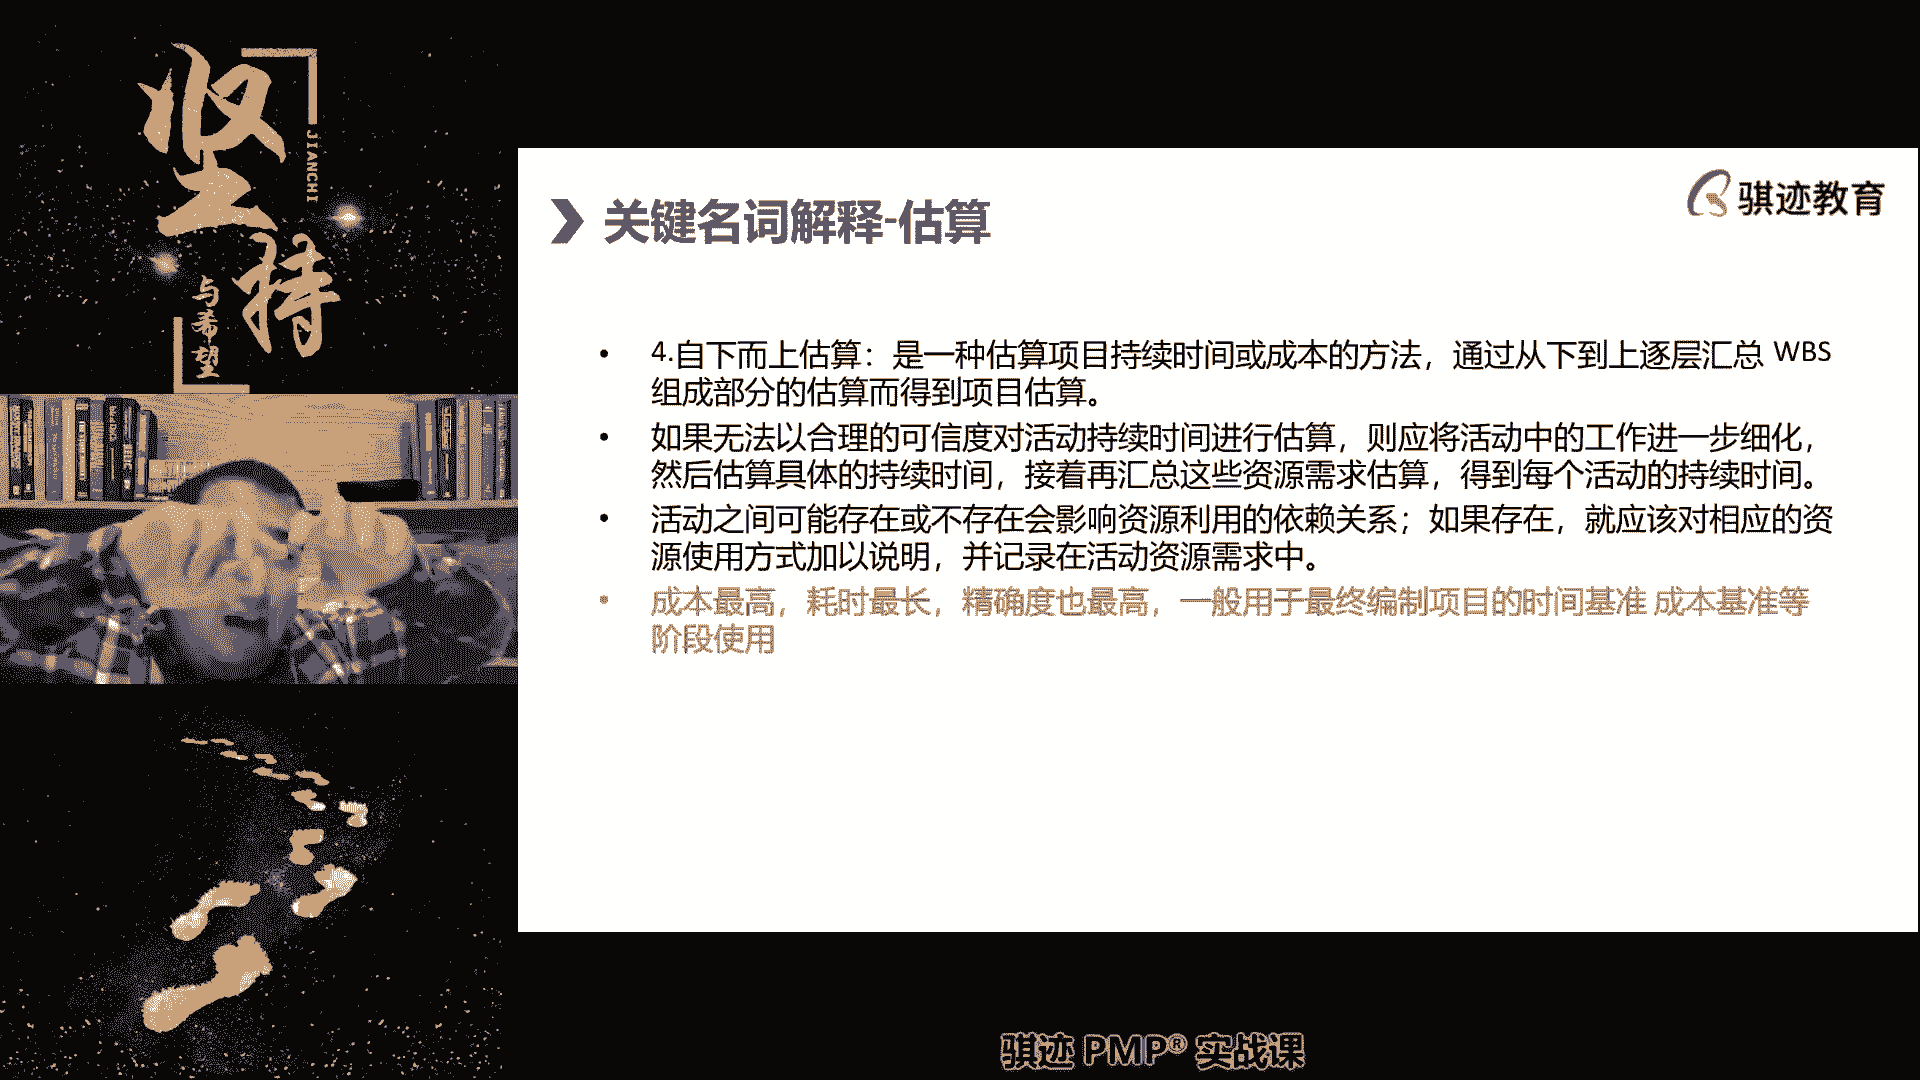 坚持
JIANCHI
与希望
骐迹教育
关键名词解释-估算
4.自下而上估算：是一种估算项目持续时间或成本的方法，通过从下到上逐层汇总 WBS
组成部分的估算而得到项目估算。
如果无法以合理的可信度对活动持续时间进行估算，则应将活动中的工作进一步细化，
然后估算具体的持续时间，接着再汇总这些资源需求估算，得到每个活动的持续时间。
活动之间可能存在或不存在会影响资源利用的依赖关系；如果存在，就应该对相应的资
源使用方式加以说明，并记录在活动资源需求中。
成本最高，耗时最长，精确度也最高，一般用于最终编制项目的时间基准 成本基准等
阶段使用
骐迹 PMP® 实战课